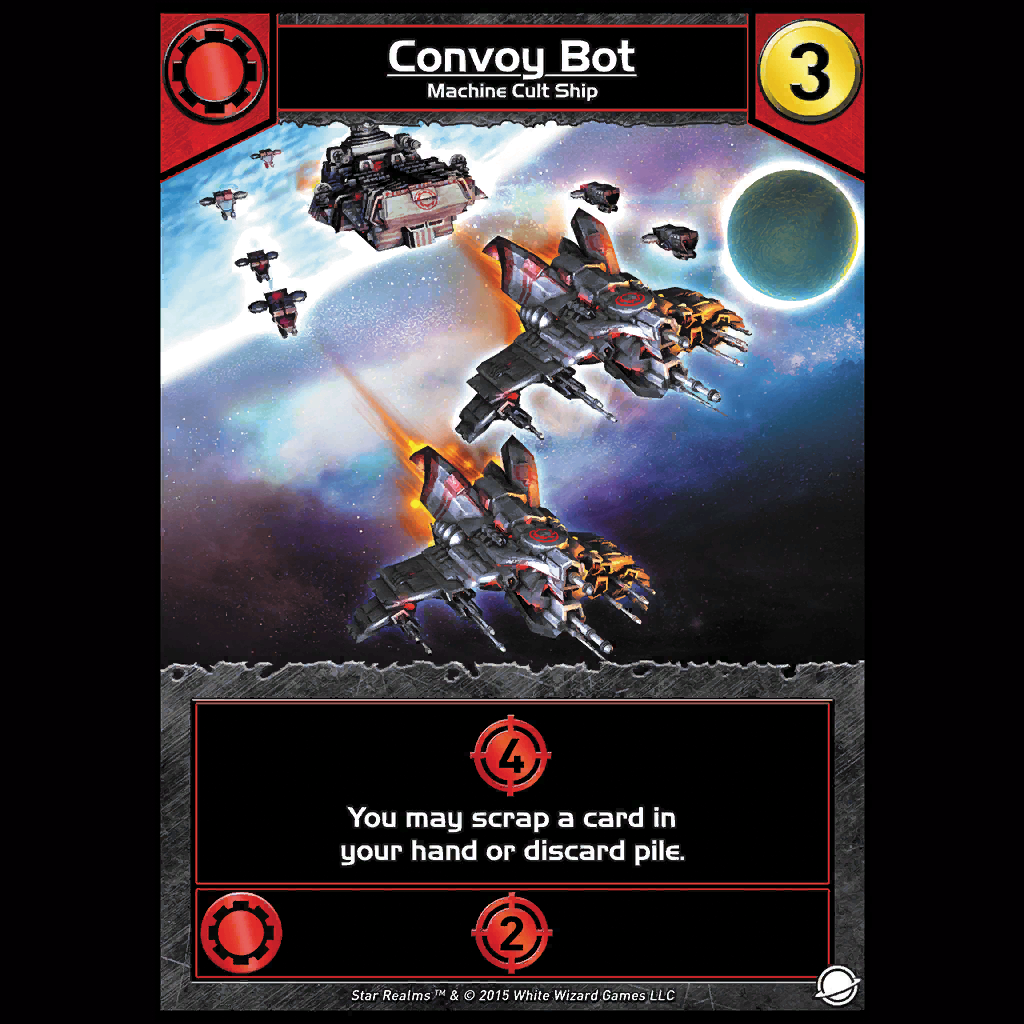 Convoy Bot
Machine Cult Ship
3
4
You may scrap a card in
your hand or discard pile.
2
Star Realms™ & © 2015 White Wizard Games LLC